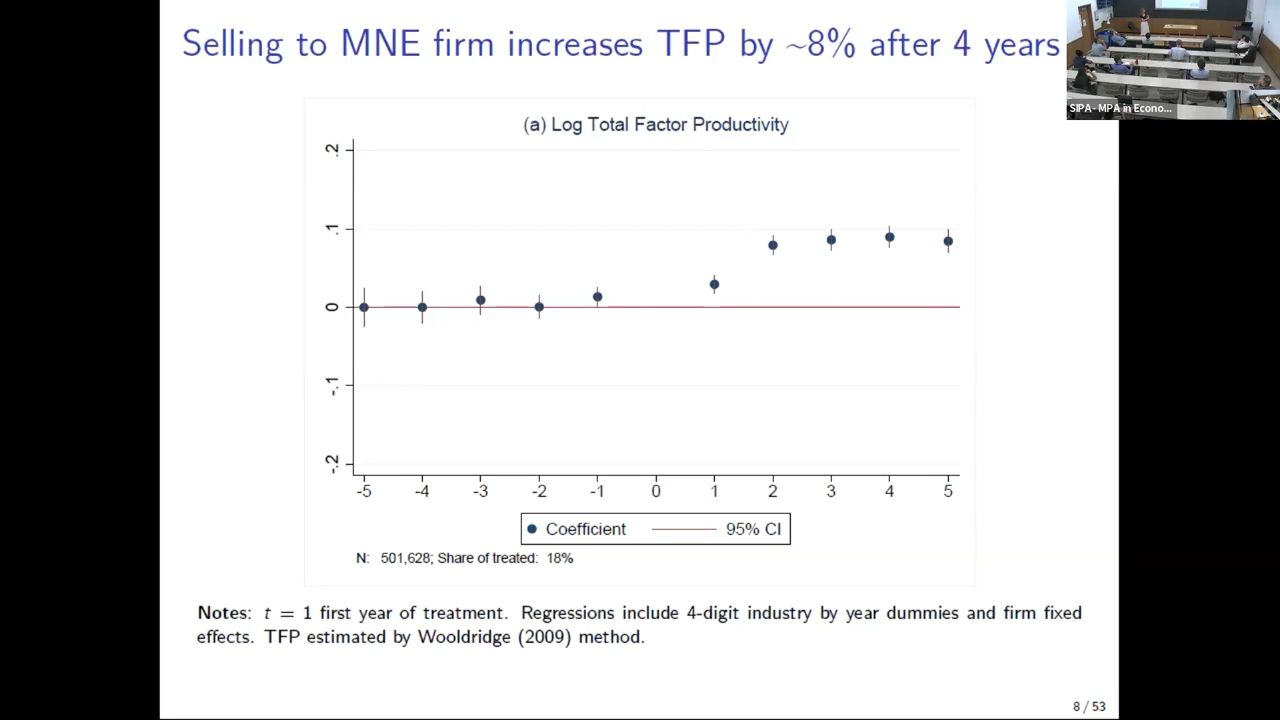 Selling to MNE firm increases TFP by ~8% after 4 years
SIPA- MPA in Econo...
(a) Log Total Factor Productivity
.2
.1
0
-.1
-.2
-5 -4 -3 -2 -1 0 1 2 3 4 5
Coefficient 95% CI
N: 501,628; Share of treated: 18%
Notes: t = 1 first year of treatment. Regressions include 4-digit industry by year dummies and firm fixed
effects. TFP estimated by Wooldridge (2009) method.
8 / 53